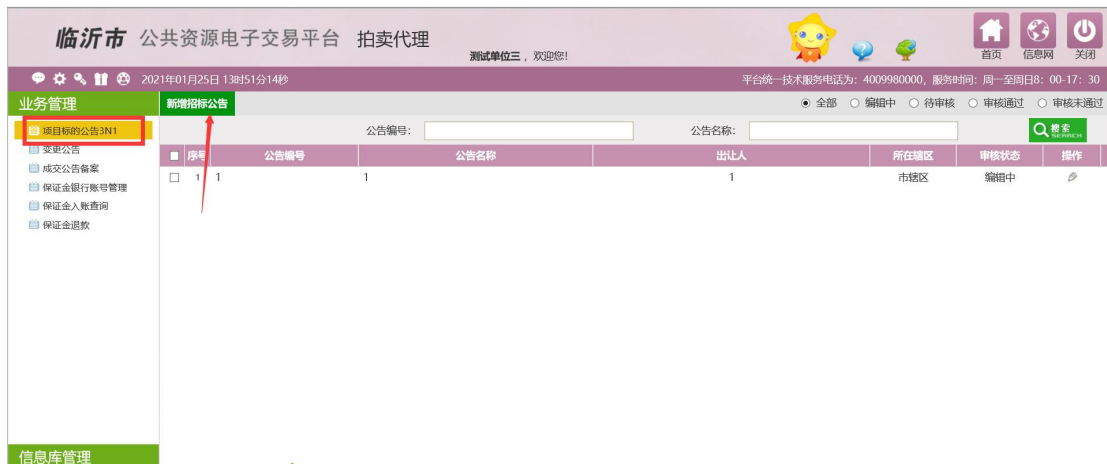 临沂市 公共资源电子交易平台 拍卖代理
测试单位三，欢迎您!
首页 信息网 关闭
2021年01月25日 13时51分14秒 平台统一技术服务电话为：4009980000，服务时间：周一至周日8：00-17：30
业务管理 新增招标公告 全部 编辑中 待审核 审核通过 审核未通过
项目标的公告3N1 公告编号： 公告名称： 搜索 SEARCH
变更公告
成交公告备案
保证金银行账号管理
保证金入账查询
保证金退款
序号 公告编号 公告名称 出让人 所在辖区 审核状态 操作
1 1 1 1 市辖区 编辑中
信息库管理